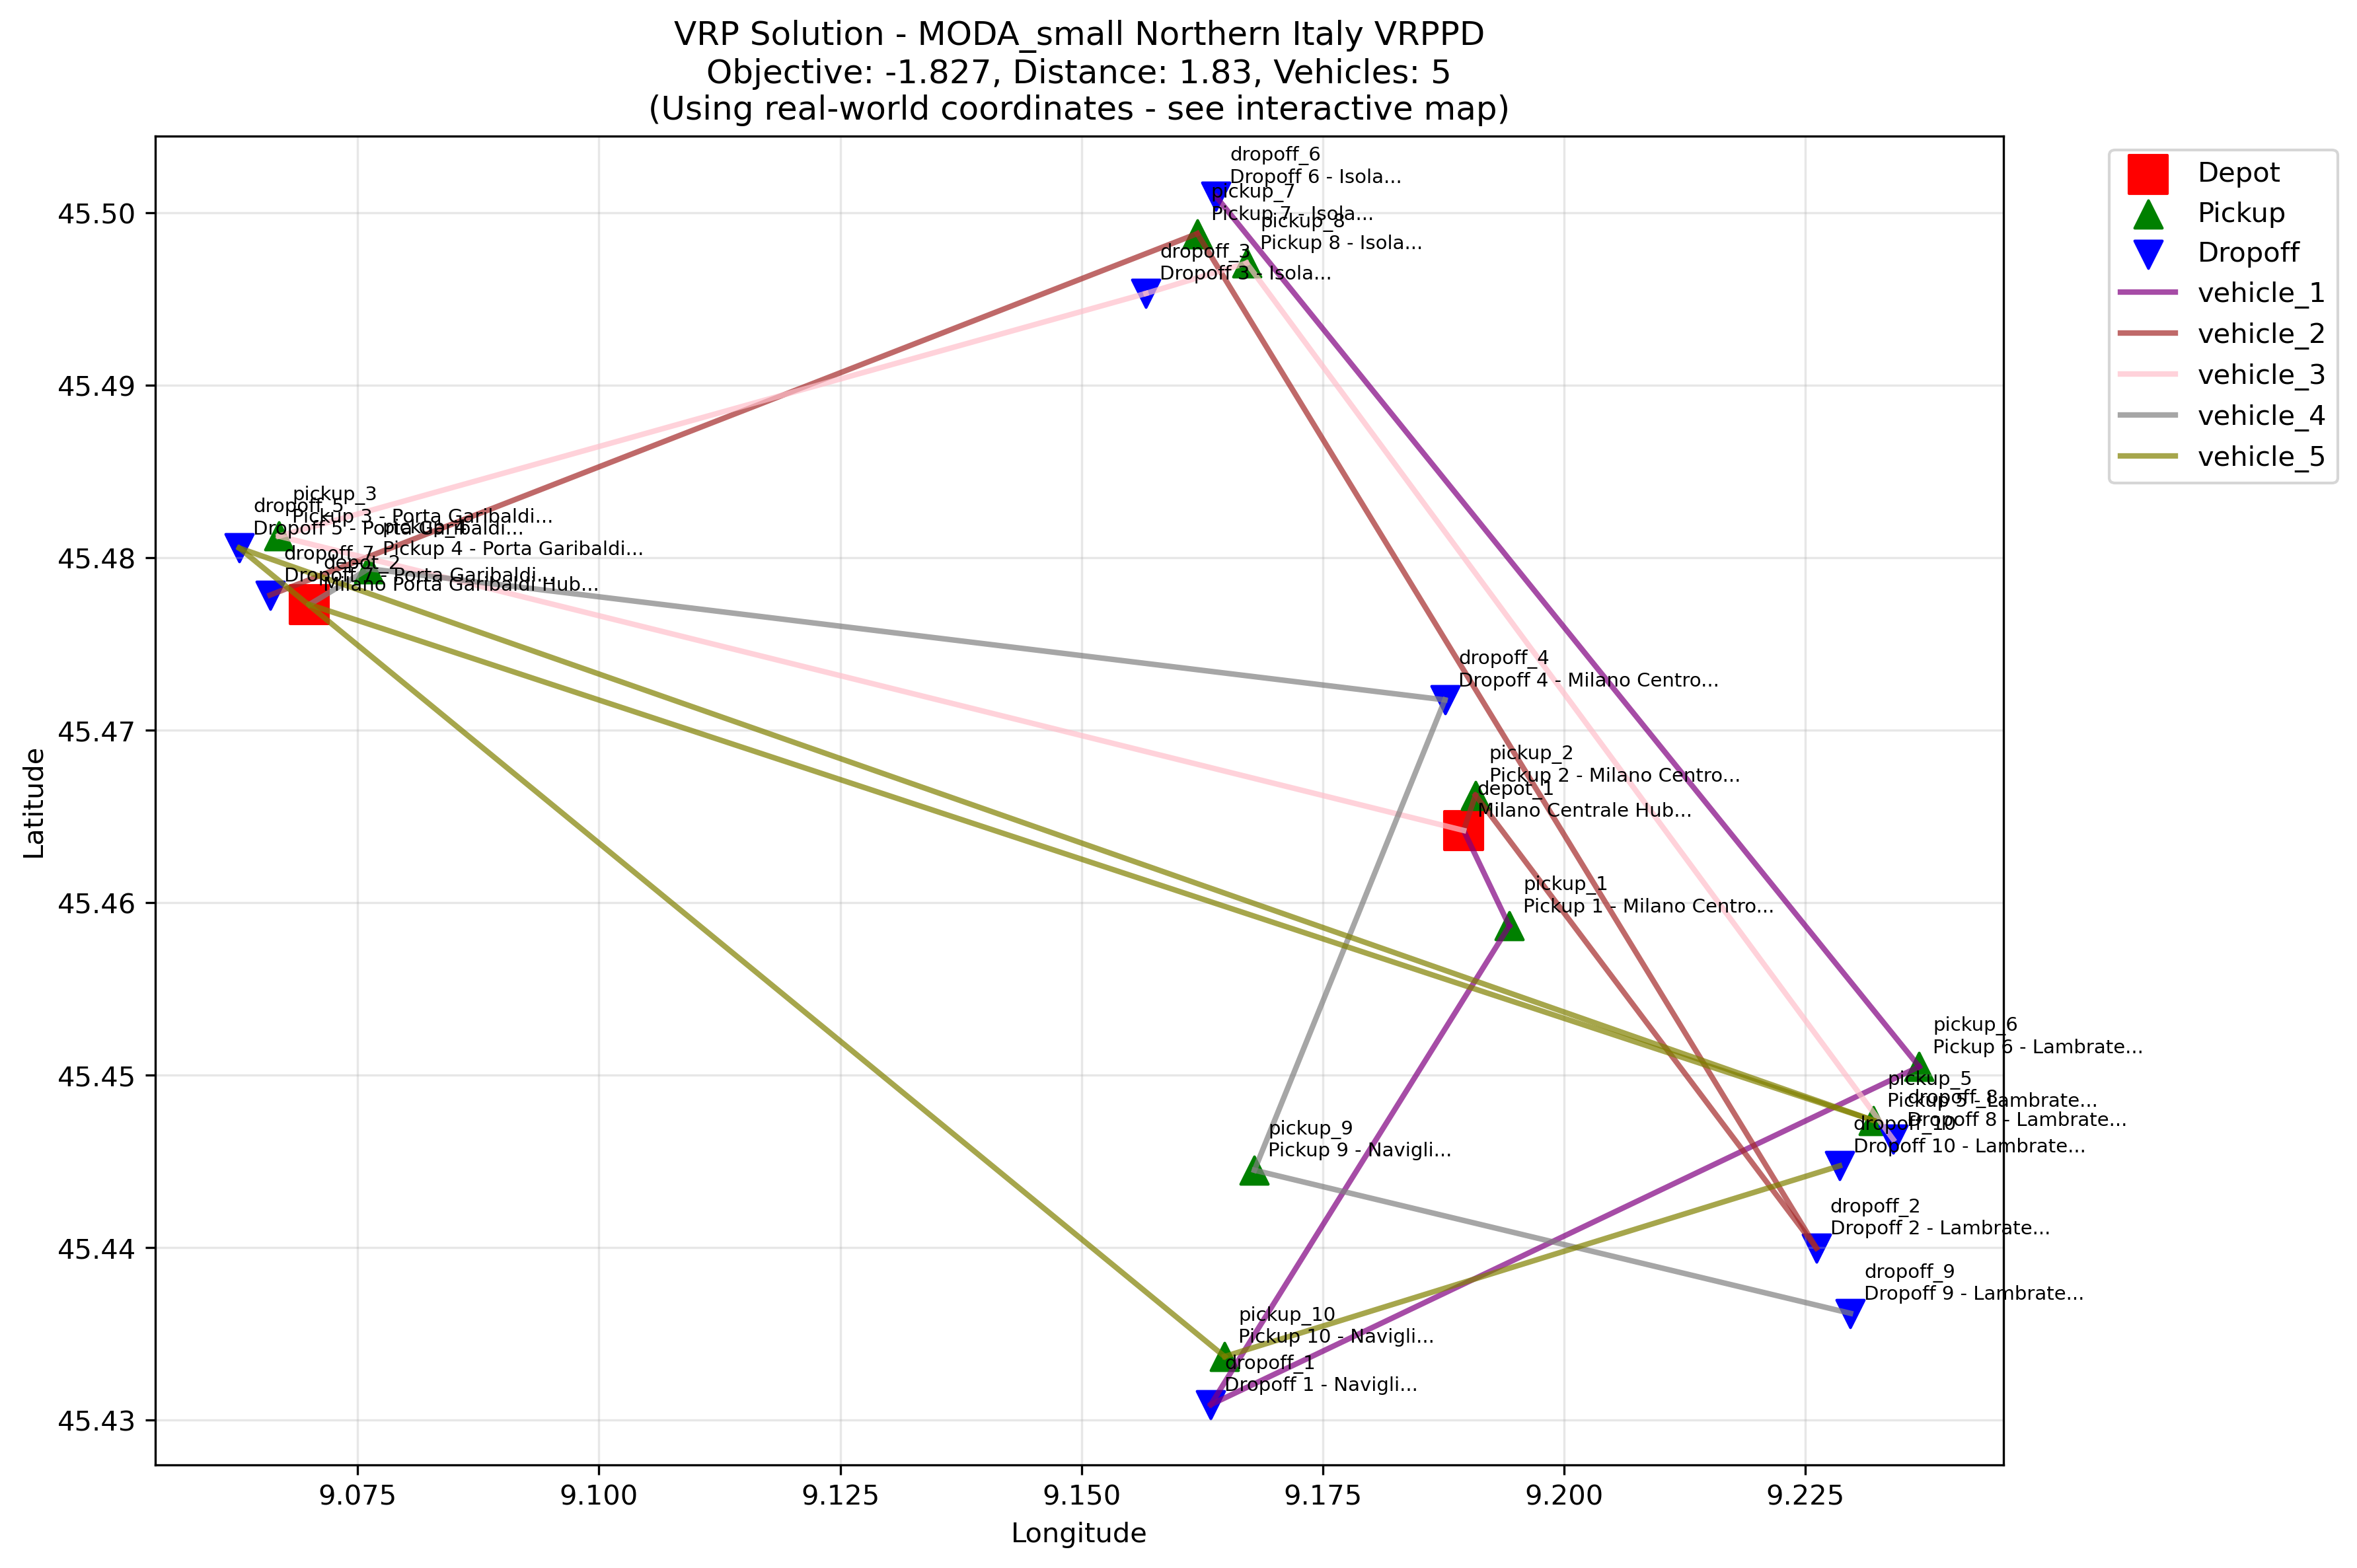 VRP Solution - MODA_small Northern Italy VRPPD
Objective: -1.827, Distance: 1.83, Vehicles: 5
(Using real-world coordinates - see interactive map)
Depot
Pickup
Dropoff
vehicle_1
vehicle_2
vehicle_3
vehicle_4
vehicle_5
dropoff_6
Dropoff 6 - Isola...
pickup_7
Pickup 7 - Isola...
pickup_8
Pickup 8 - Isola...
dropoff_3
Dropoff 3 - Isola...
pickup_3
Pickup 3 - Porta Garibaldi...
dropoff_5
Dropoff 5 - Porta Garibaldi...
pickup_4
Pickup 4 - Porta Garibaldi...
dropoff_7
Dropoff 7 - Porta Garibaldi...
depot_2
Milano Porta Garibaldi Hub...
dropoff_4
Dropoff 4 - Milano Centro...
pickup_2
Pickup 2 - Milano Centro...
depot_1
Milano Centrale Hub...
pickup_1
Pickup 1 - Milano Centro...
pickup_6
Pickup 6 - Lambrate...
pickup_5
Pickup 5 - Lambrate...
dropoff_8
Dropoff 8 - Lambrate...
dropoff_10
Dropoff 10 - Lambrate...
pickup_9
Pickup 9 - Navigli...
dropoff_2
Dropoff 2 - Lambrate...
dropoff_9
Dropoff 9 - Lambrate...
pickup_10
Pickup 10 - Navigli...
dropoff_1
Dropoff 1 - Navigli...
45.50
45.49
45.48
45.47
45.46
45.45
45.44
45.43
Latitude
9.075
9.100
9.125
9.150
9.175
9.200
9.225
Longitude